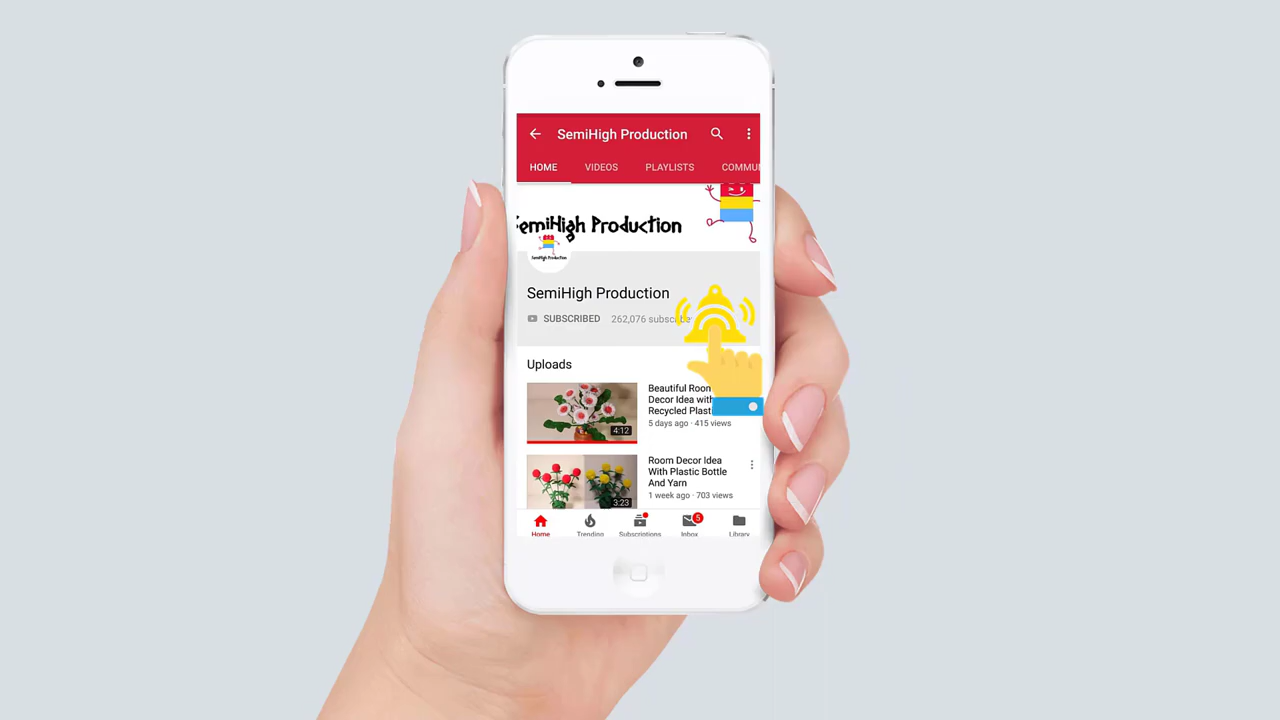 SemiHigh Production
HOME VIDEOS PLAYLISTS COMMU
SemiHigh Production
SemiHigh Production
SemiHigh Production
SUBSCRIBED 262,076
Uploads
Beautiful Room
Decor Idea with
Recycled Plast
5 days ago · 415 views
4:12
Room Decor Idea
With Plastic Bottle
And Yarn
1 week ago · 703 views
3:23
5
Home Trending Subscriptions Inbox Library